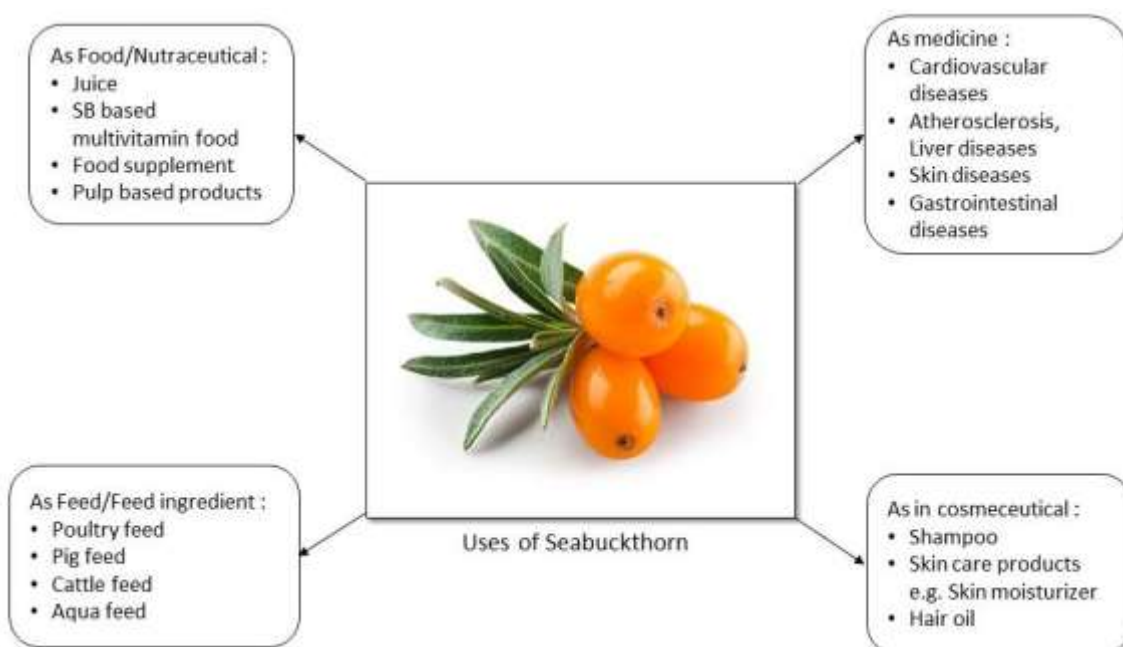 As Food/Nutraceutical :
• Juice
• SB based
multivitamin food
• Food supplement
• Pulp based products
As medicine :
• Cardiovascular
diseases
• Atherosclerosis,
Liver diseases
• Skin diseases
• Gastrointestinal
diseases
As Feed/Feed ingredient :
• Poultry feed
• Pig feed
• Cattle feed
• Aqua feed
Uses of Seabuckthorn
As in cosmeceutical :
• Shampoo
• Skin care products
e.g. Skin moisturizer
• Hair oil